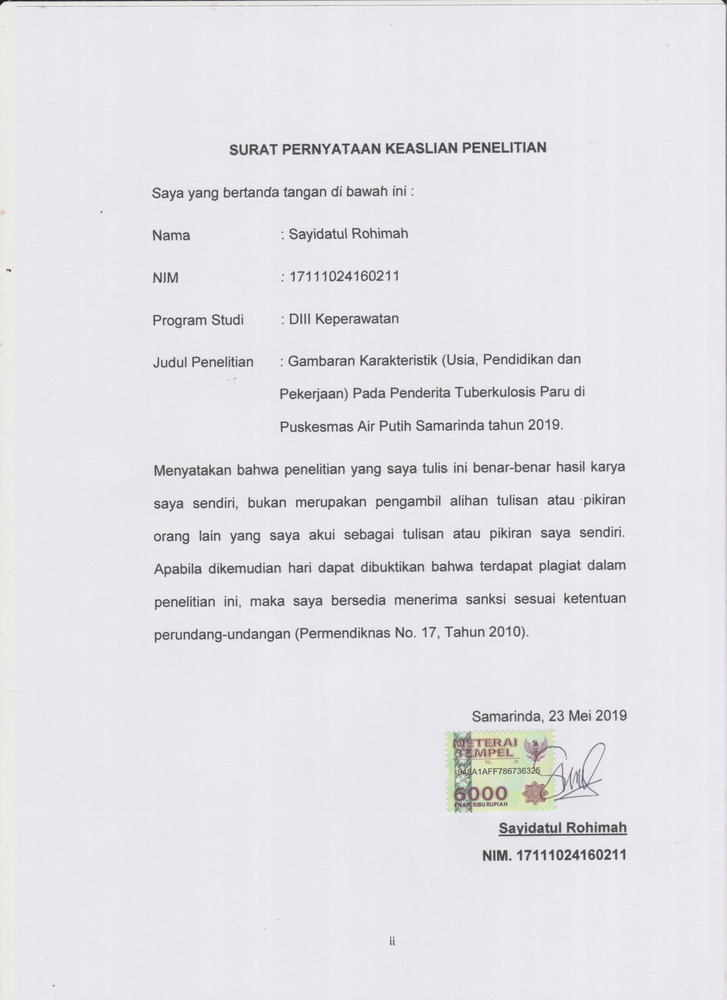 SURAT PERNYATAAN KEASLIAN PENELITIAN
Saya yang bertanda tangan di bawah ini :
Nama : Sayidatul Rohimah
NIM : 17111024160211
Program Studi : DIII Keperawatan
Judul Penelitian : Gambaran Karakteristik (Usia, Pendidikan dan
Pekerjaan) Pada Penderita Tuberkulosis Paru di
Puskesmas Air Putih Samarinda tahun 2019.
Menyatakan bahwa penelitian yang saya tulis ini benar-benar hasil karya
saya sendiri, bukan merupakan pengambil alihan tulisan atau pikiran
orang lain yang saya akui sebagai tulisan atau pikiran saya sendiri.
Apabila dikemudian hari dapat dibuktikan bahwa terdapat plagiat dalam
penelitian ini, maka saya bersedia menerima sanksi sesuai ketentuan
perundang-undangan (Permendiknas No. 17, Tahun 2010).
Samarinda, 23 Mei 2019
METERAI
TEMPEL
TGL. 20
948A1AFF786736325
6000
ENAM RIBU RUPIAH
Sayidatul Rohimah
NIM. 17111024160211
ii